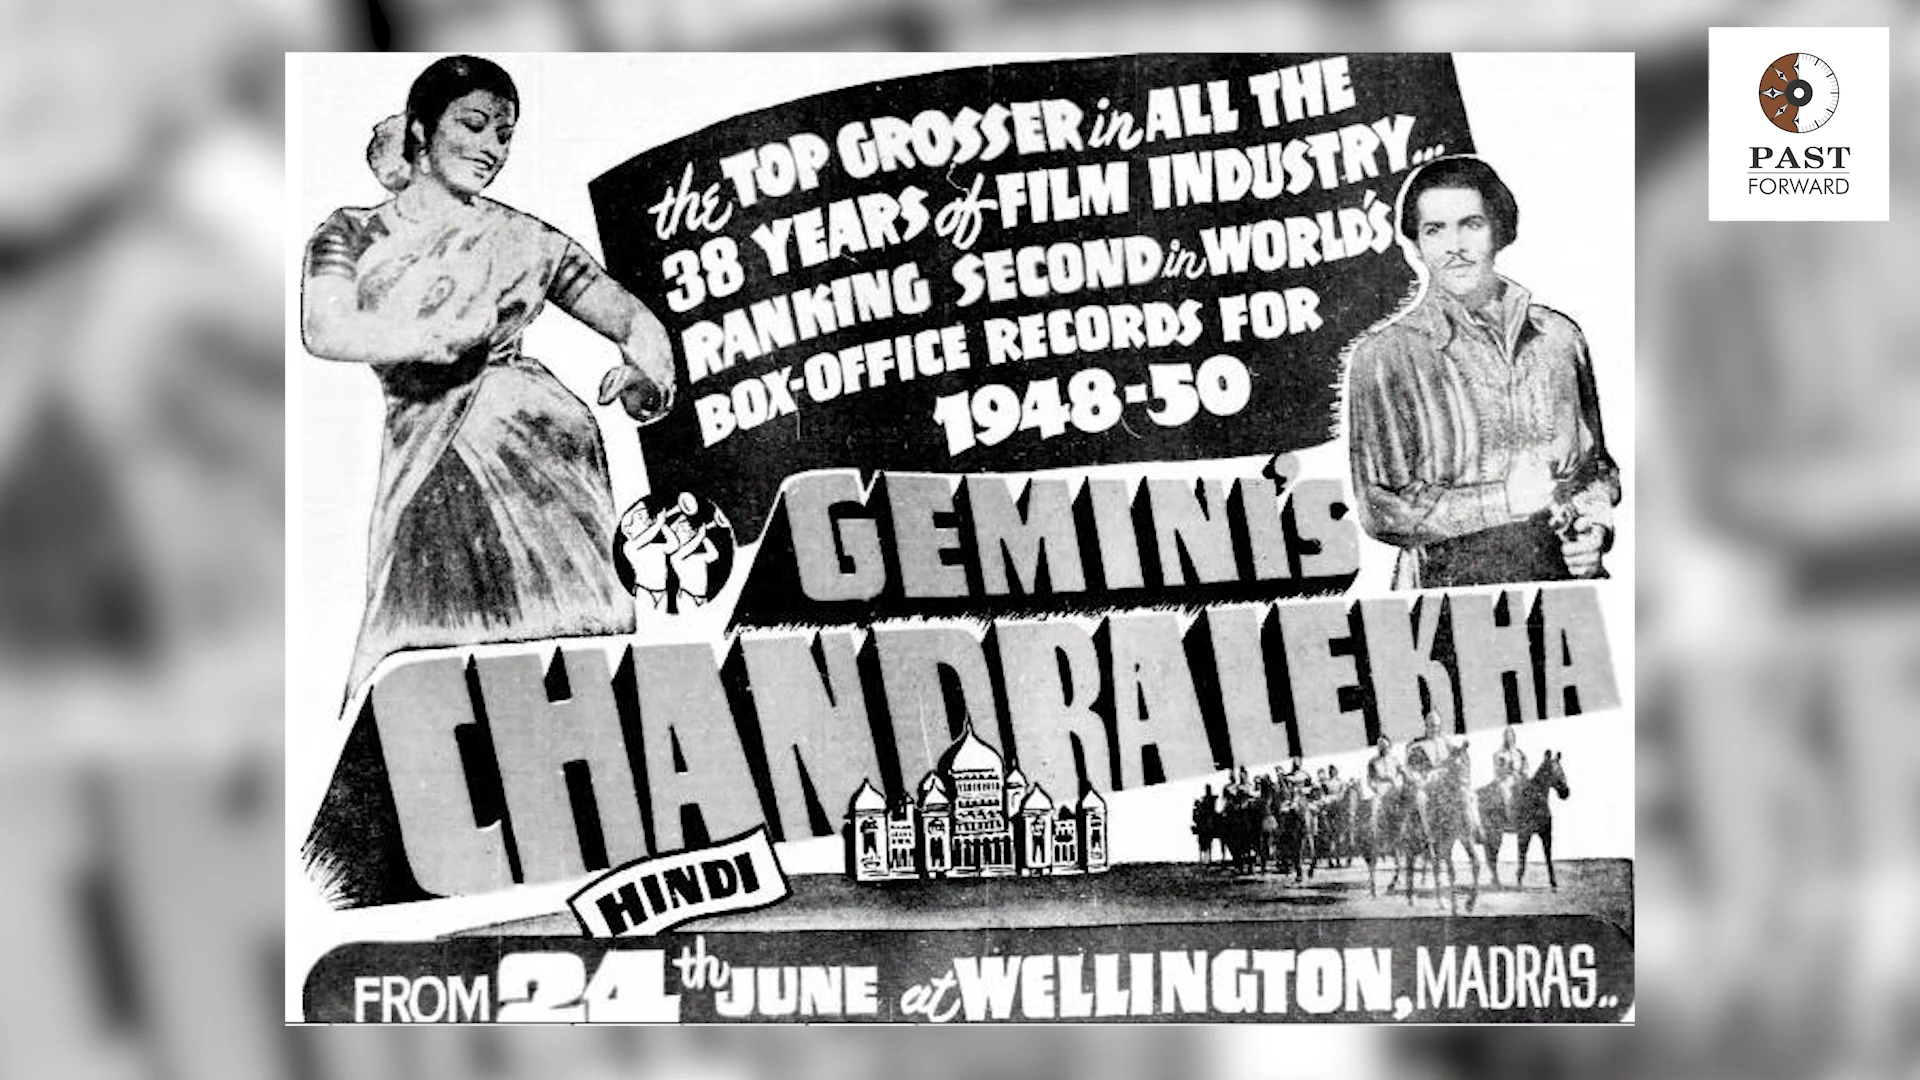 the TOP GROSSER in ALL THE
38 YEARS of FILM INDUSTRY...
RANKING SECOND in WORLD'S
BOX-OFFICE RECORDS FOR
1948-50
GEMINI'S
CHANDRALEKHA
HINDI
FROM 24th JUNE at WELLINGTON, MADRAS..
PAST
FORWARD